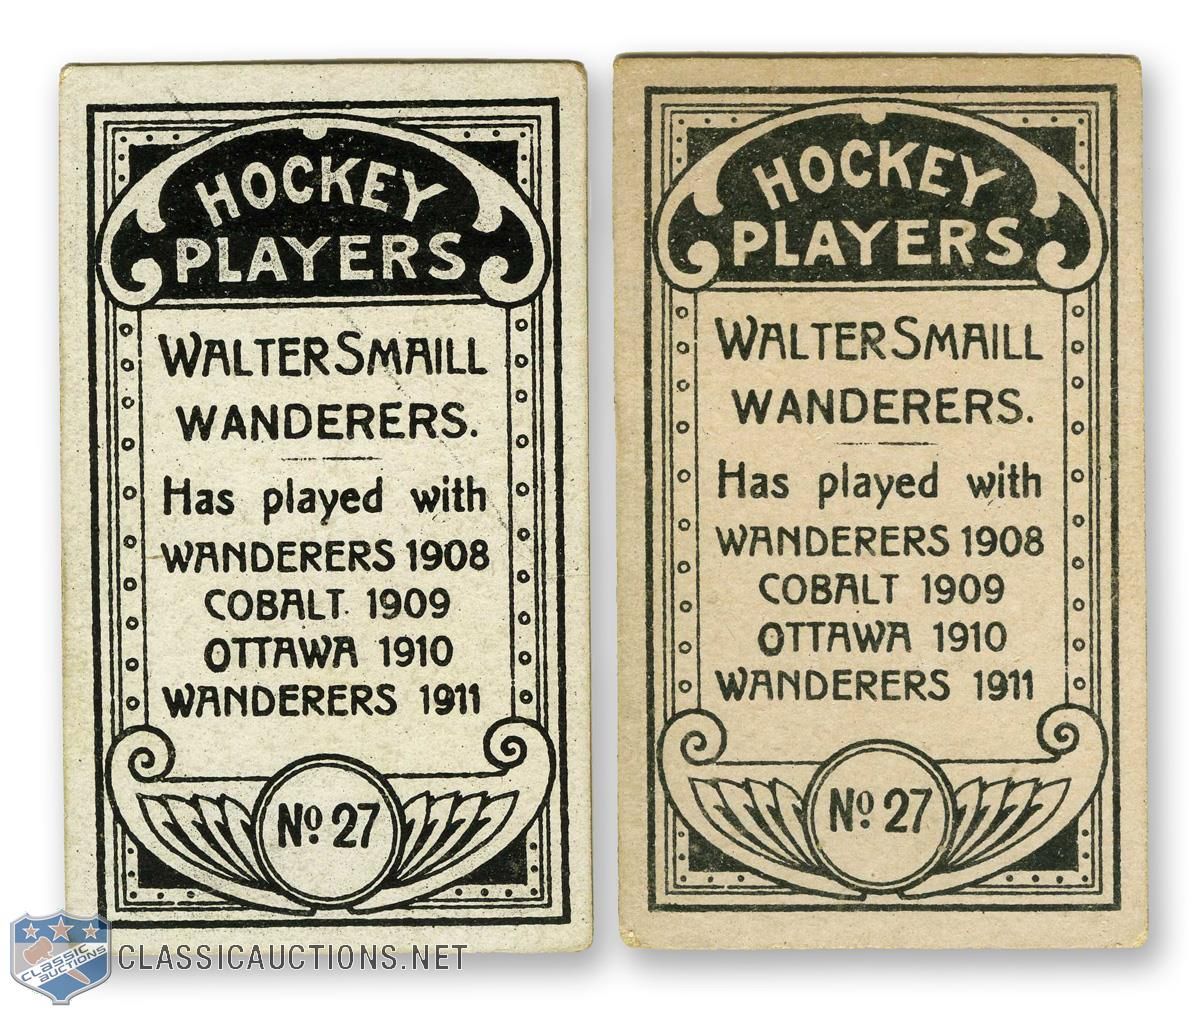 HOCKEY
PLAYERS
WALTER SMAILL
WANDERERS.
Has played with
WANDERERS 1908
COBALT 1909
OTTAWA 1910
WANDERERS 1911
No 27
HOCKEY
PLAYERS
WALTER SMAILL
WANDERERS.
Has played with
WANDERERS 1908
COBALT 1909
OTTAWA 1910
WANDERERS 1911
No 27
CLASSIC
AUCTIONS
CLASSICAUCTIONS.NET